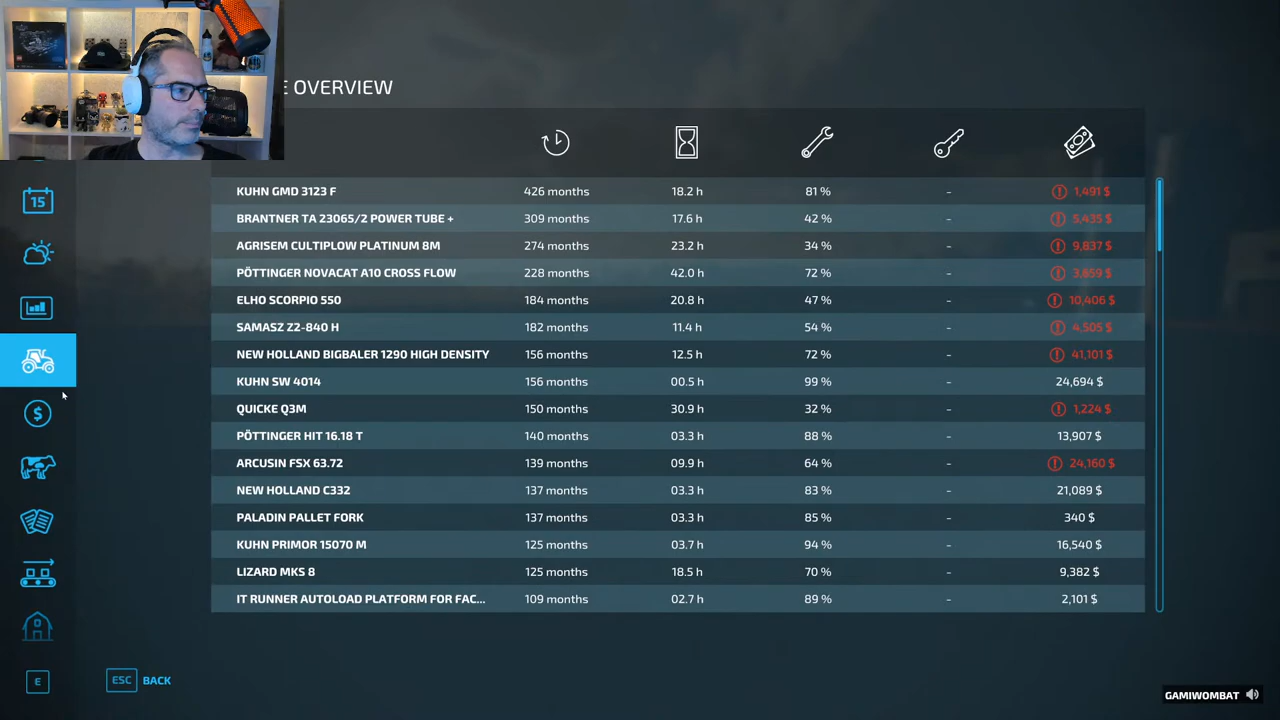 E OVERVIEW
KUHN GMD 3123 F 426 months 18.2 h 81 % - 1,491 $
BRANTNER TA 23065/2 POWER TUBE + 309 months 17.6 h 42 % - 5,435 $
AGRISEM CULTIPLOW PLATINUM 8M 274 months 23.2 h 34 % - 9,837 $
PÖTTINGER NOVACAT A10 CROSS FLOW 228 months 42.0 h 72 % - 3,659 $
ELHO SCORPIO 550 184 months 20.8 h 47 % - 10,406 $
SAMASZ Z2-840 H 182 months 11.4 h 54 % - 4,505 $
NEW HOLLAND BIGBALER 1290 HIGH DENSITY 156 months 12.5 h 72 % - 41,101 $
KUHN SW 4014 156 months 00.5 h 99 % - 24,694 $
QUICKE Q3M 150 months 30.9 h 32 % - 1,224 $
PÖTTINGER HIT 16.18 T 140 months 03.3 h 88 % - 13,907 $
ARCUSIN FSX 63.72 139 months 09.9 h 64 % - 24,160 $
NEW HOLLAND C332 137 months 03.3 h 83 % - 21,089 $
PALADIN PALLET FORK 137 months 03.3 h 85 % - 340 $
KUHN PRIMOR 15070 M 125 months 03.7 h 94 % - 16,540 $
LIZARD MKS 8 125 months 18.5 h 70 % - 9,382 $
IT RUNNER AUTOLOAD PLATFORM FOR FAC... 109 months 02.7 h 89 % - 2,101 $
15
$
E
ESC BACK
GAMIWOMBAT